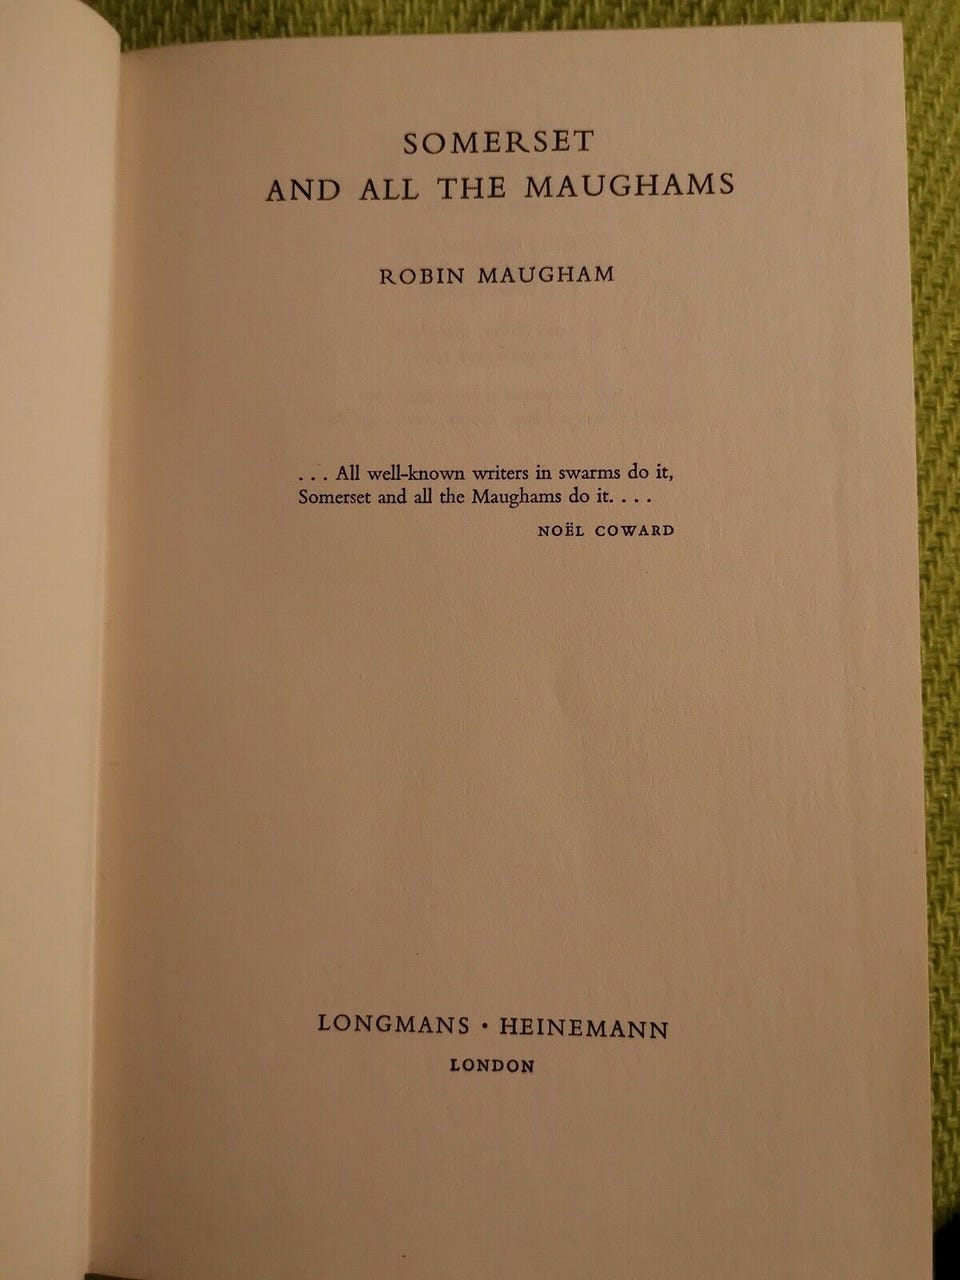 SOMERSET
AND ALL THE MAUGHAMS
ROBIN MAUGHAM
. . . All well-known writers in swarms do it,
Somerset and all the Maughams do it. . . .
NOËL COWARD
LONGMANS · HEINEMANN
LONDON